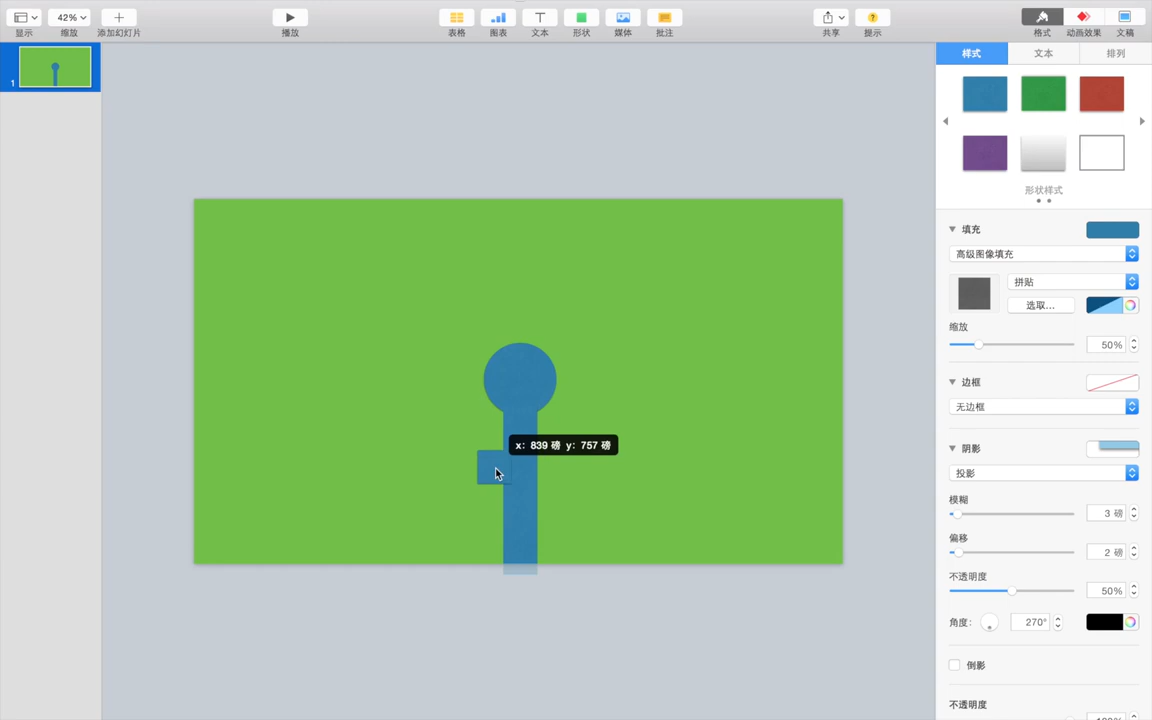 42%
显示
缩放
添加幻灯片
播放
表格
图表
文本
形状
媒体
批注
共享
提示
格式
动画效果
文稿
1
样式
文本
排列
形状样式
填充
高级图像填充
拼贴
选取...
缩放
50%
边框
无边框
x: 839 磅 y: 757 磅
阴影
投影
模糊
3 磅
偏移
2 磅
不透明度
50%
角度:
270°
倒影
不透明度